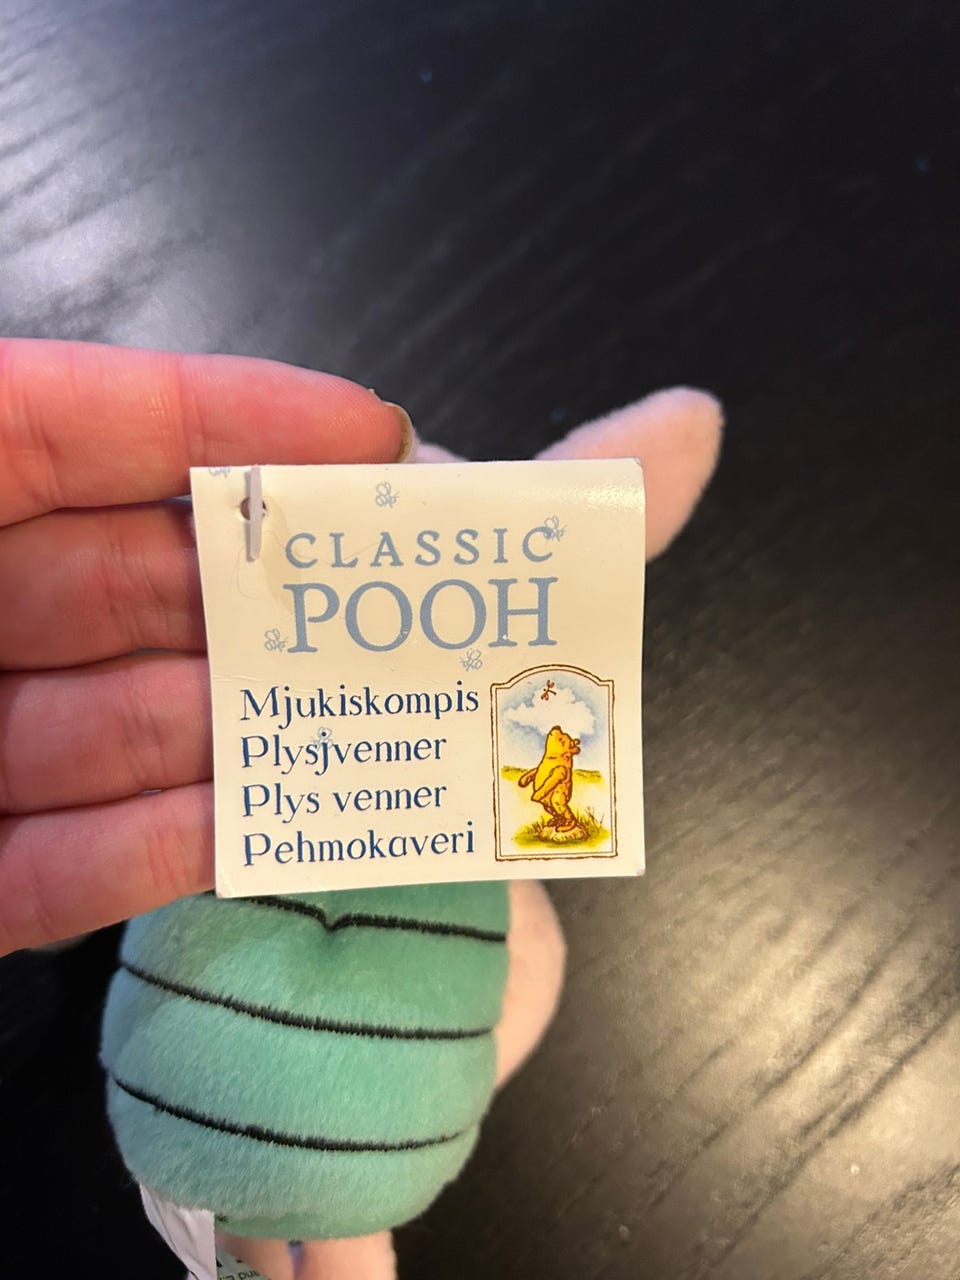 CLASSIC
POOH
Mjukiskompis
Plysjvenner
Plys venner
Pehmokaveri